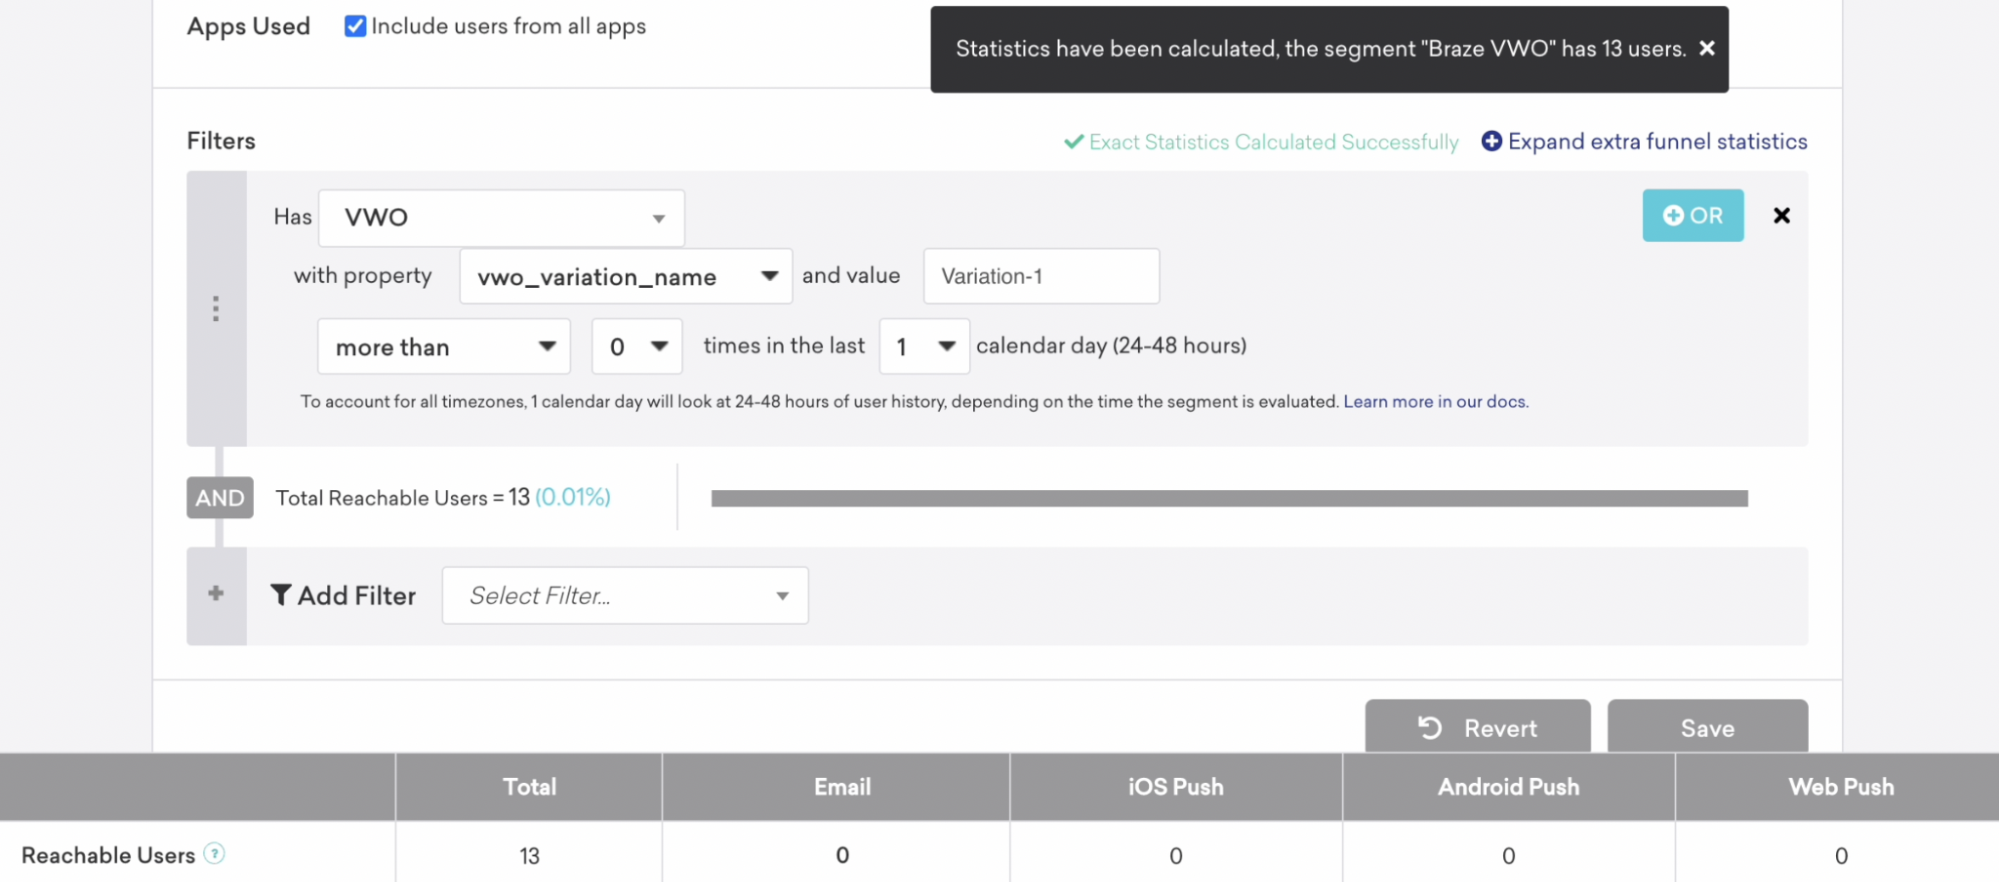 Apps Used Include users from all apps
Statistics have been calculated, the segment "Braze VWO" has 13 users.
Filters Exact Statistics Calculated Successfully Expand extra funnel statistics
Has VWO OR
with property vwo_variation_name and value Variation-1
more than 0 times in the last 1 calendar day (24-48 hours)
To account for all timezones, 1 calendar day will look at 24-48 hours of user history, depending on the time the segment is evaluated. Learn more in our docs.
AND Total Reachable Users = 13 (0.01%)
Add Filter Select Filter...
Revert Save
Total Email iOS Push Android Push Web Push
Reachable Users ? 13 0 0 0 0